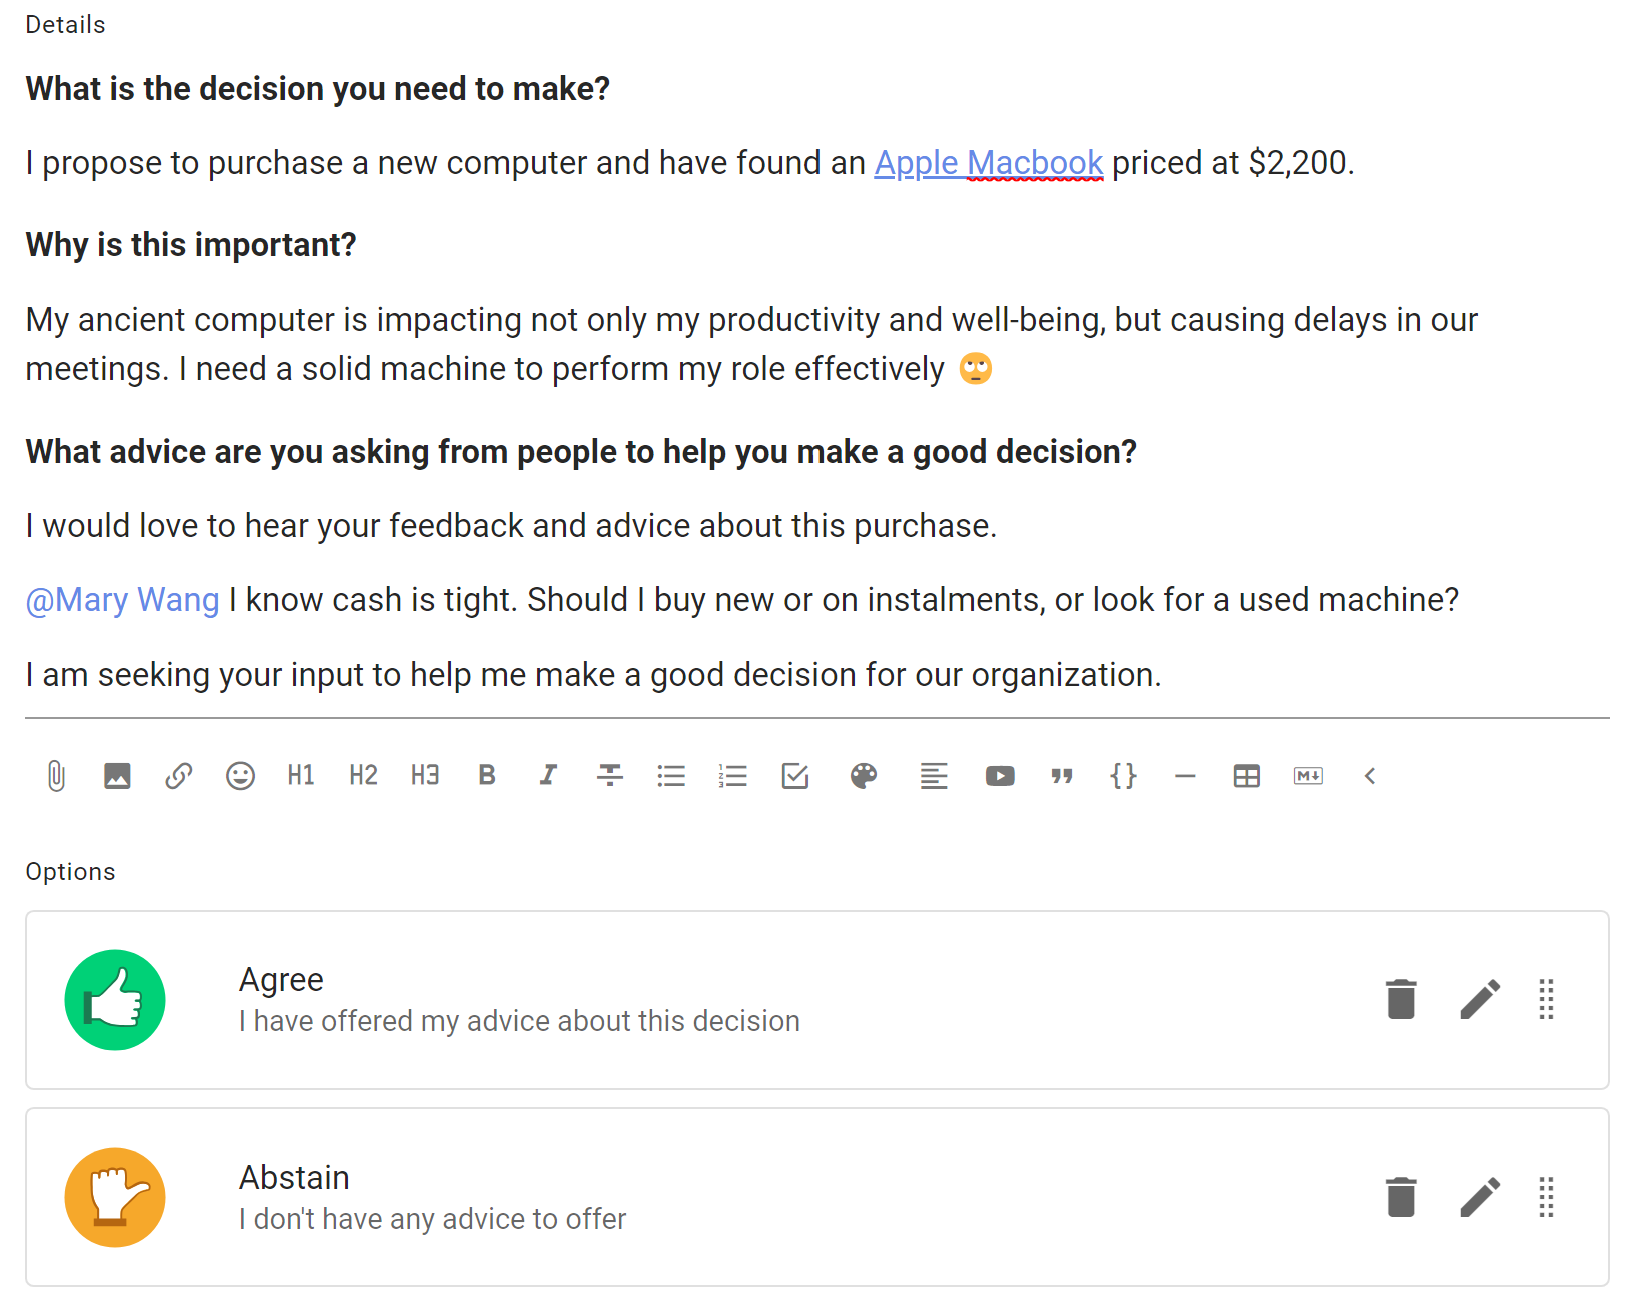 Details
What is the decision you need to make?
I propose to purchase a new computer and have found an Apple Macbook priced at $2,200.
Why is this important?
My ancient computer is impacting not only my productivity and well-being, but causing delays in our
meetings. I need a solid machine to perform my role effectively 🙄
What advice are you asking from people to help you make a good decision?
I would love to hear your feedback and advice about this purchase.
@Mary Wang I know cash is tight. Should I buy new or on instalments, or look for a used machine?
I am seeking your input to help me make a good decision for our organization.
H1 H2 H3 B I T 1 2 3 {} M↓ <
Options
Agree
I have offered my advice about this decision
Abstain
I don't have any advice to offer